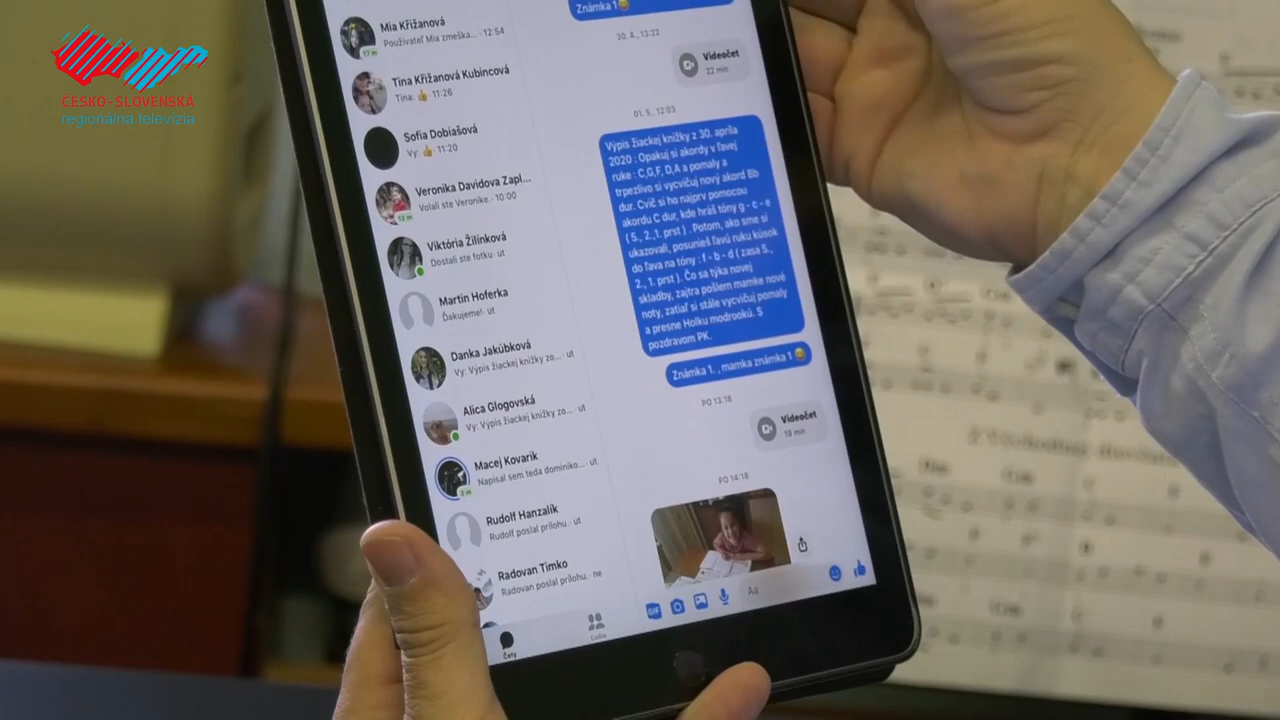 ČESKO-SLOVENSKÁ
regionálna televízia
Mia Křižanová
Používateľ Mia zmeška... · 12:54
17 m
Tina Křižanová Kubincová
Tina: 👍 · 11:26
Sofia Dobiašová
Vy: 👍 · 11:20
Veronika Davidova Zapl...
Volali ste Veronike. · 10:00
12 m
Viktória Žilínková
Dostali ste fotku · ut
Martin Hoferka
Ďakujeme! · ut
Danka Jakúbková
Vy: Výpis žiackej knižky zo... · ut
Alica Glogovská
Vy: Výpis žiackej knižky zo... · ut
Macej Kovarik
Napísal sem teda dominiko... · ut
3 m
Rudolf Hanzalík
Rudolf poslal prílohu. · ut
Radovan Timko
Radovan poslal prílohu. · ne
Čety
Ľudia
Známka 1😄
30. 4., 13:22
Videočet
22 min
01. 5., 12:03
Výpis žiackej knižky z 30. apríla
2020 : Opakuj si akordy v ľavej
ruke : C,G,F, D,A a pomaly a
trpezlivo si vycvičuj nový akord Bb
dur. Cvič si ho najprv pomocou
akordu C dur, kde hráš tóny g - c - e
( 5., 2.,1. prst ) . Potom, ako sme si
ukazovali, posunieš ľavú ruku kúsok
do ľava na tóny : f - b - d ( zasa 5.,
2., 1. prst ). Čo sa týka novej
skladby, zajtra pošlem mamke nové
noty, zatiaľ si stále vycvičuj pomaly
a presne Holku modrookú. S
pozdravom PK.
Známka 1. , mamka známka 1 😄
PO 13:18
Videočet
19 min
PO 14:18
GIF
Aa